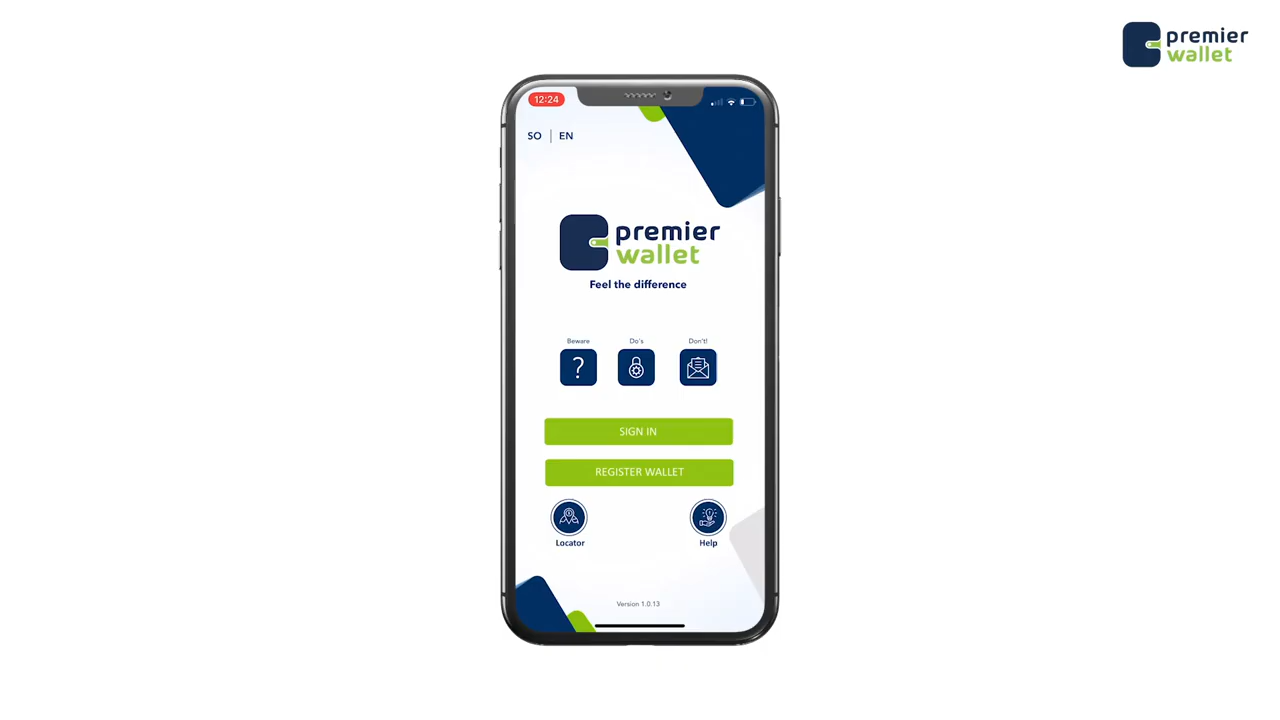 premier
wallet
12:24
SO | EN
premier
wallet
Feel the difference
Beware
Do's
Don't!
SIGN IN
REGISTER WALLET
Locator
Help
Version 1.0.13